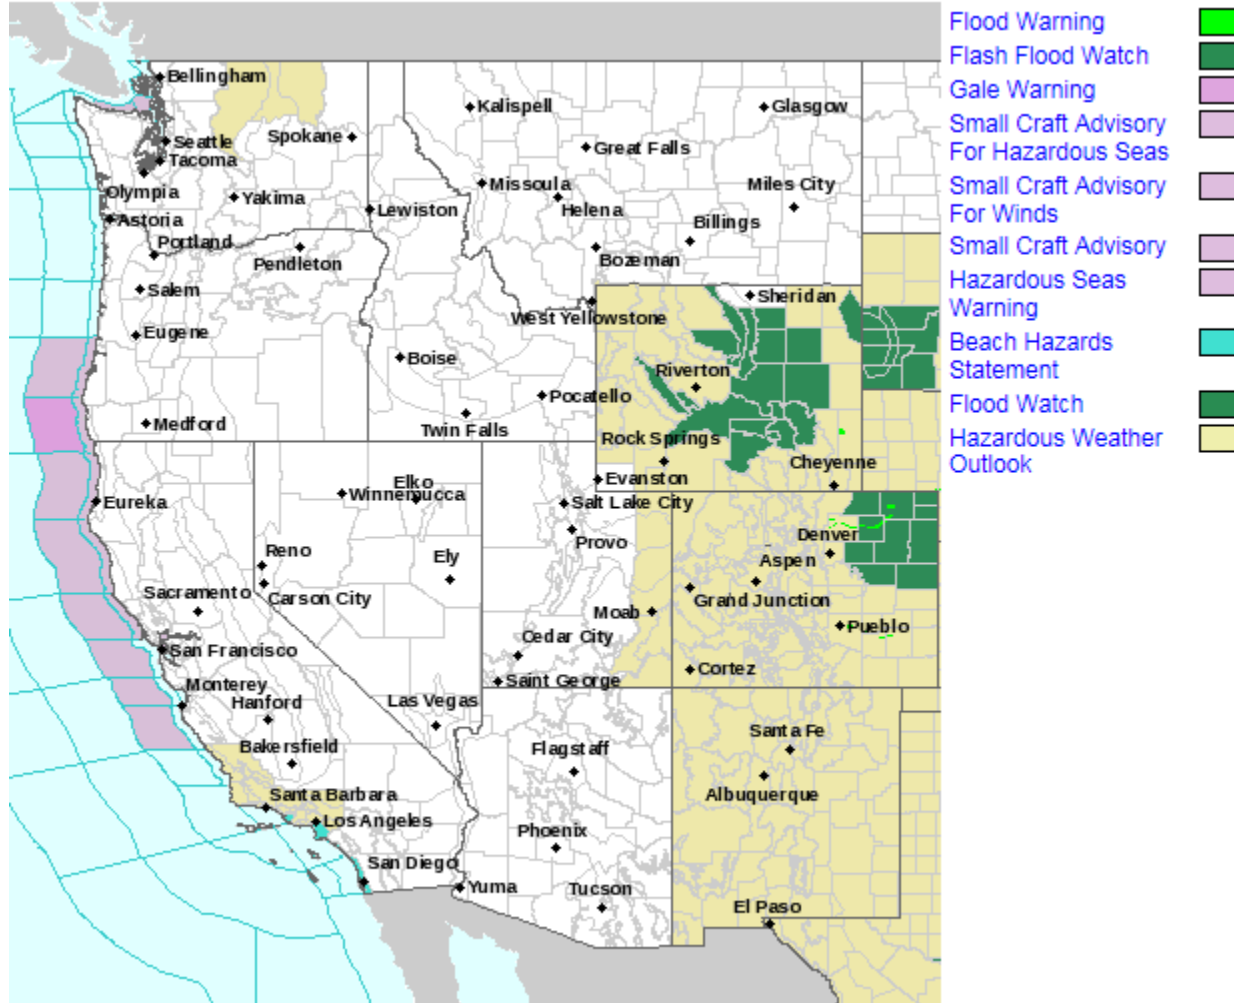 Bellingham
Kalispell
Glasgow
Seattle
Spokane
Tacoma
Great Falls
Olympia
Yakima
Missoula
Miles City
Astoria
Lewiston
Helena
Billings
Portland
Pendleton
Bozeman
Salem
Sheridan
Eugene
West Yellowstone
Boise
Riverton
Pocatello
Medford
Twin Falls
Rock Springs
Cheyenne
Evanston
Eureka
Elko
Winnemucca
Salt Lake City
Provo
Denver
Reno
Ely
Aspen
Sacramento
Carson City
Grand Junction
Moab
Pueblo
Cedar City
San Francisco
Cortez
Saint George
Monterey
Hanford
Las Vegas
Santa Fe
Bakersfield
Flagstaff
Albuquerque
Santa Barbara
Los Angeles
Phoenix
San Diego
Yuma
Tucson
El Paso
Flood Warning
Flash Flood Watch
Gale Warning
Small Craft Advisory
For Hazardous Seas
Small Craft Advisory
For Winds
Small Craft Advisory
Hazardous Seas
Warning
Beach Hazards
Statement
Flood Watch
Hazardous Weather
Outlook